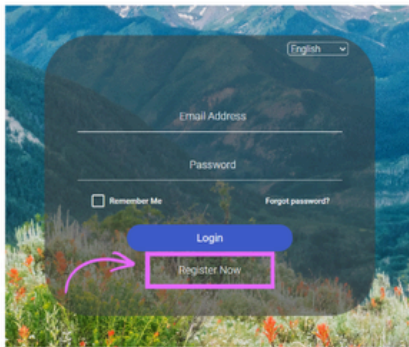 English
Email Address
Password
Remember Me Forgot password?
Login
Register Now